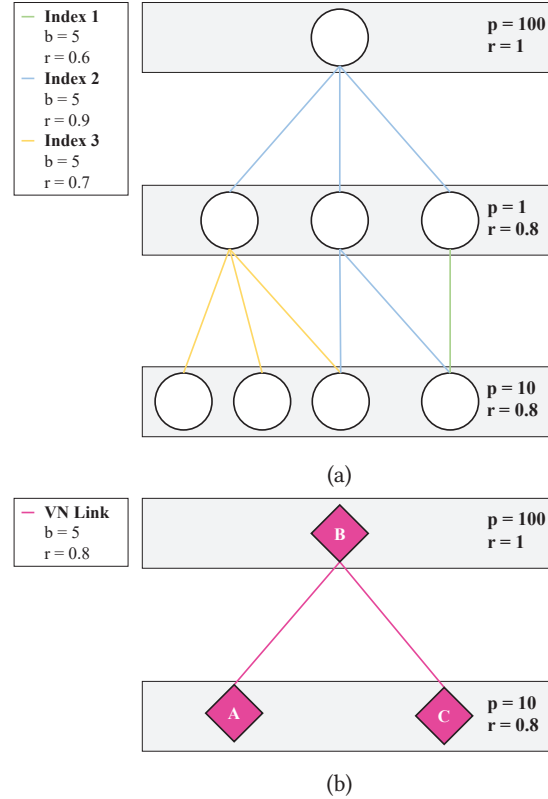 Index 1
b = 5
r = 0.6
Index 2
b = 5
r = 0.9
Index 3
b = 5
r = 0.7
p = 100
r = 1
p = 1
r = 0.8
p = 10
r = 0.8
(a)
VN Link
b = 5
r = 0.8
B
p = 100
r = 1
A
C
p = 10
r = 0.8
(b)